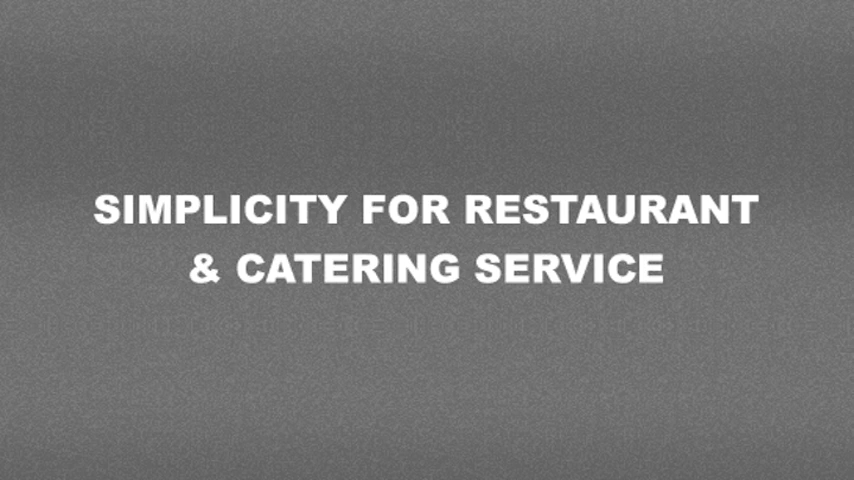 SIMPLICITY FOR RESTAURANT
& CATERING SERVICE